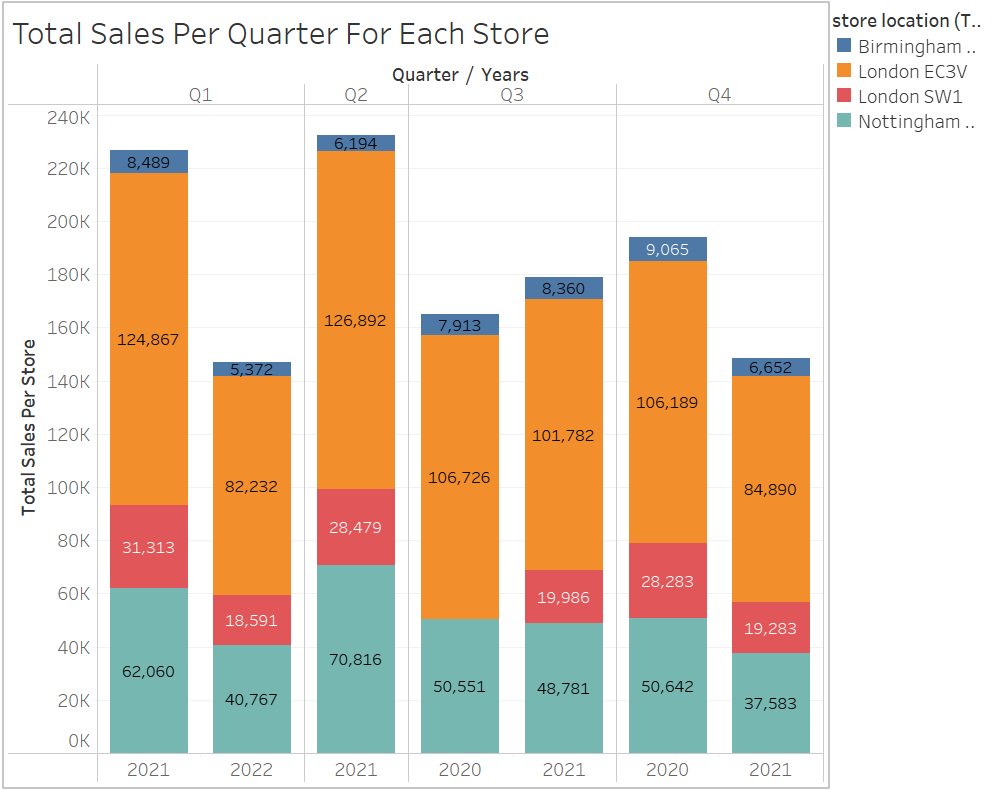 Total Sales Per Quarter For Each Store
store location (T..
Birmingham ..
London EC3V
London SW1
Nottingham ..
Quarter / Years
Q1 Q2 Q3 Q4
Total Sales Per Store
240K
220K
200K
180K
160K
140K
120K
100K
80K
60K
40K
20K
0K
8,489
124,867
31,313
62,060
5,372
82,232
18,591
40,767
6,194
126,892
28,479
70,816
7,913
106,726
50,551
8,360
101,782
19,986
48,781
9,065
106,189
28,283
50,642
6,652
84,890
19,283
37,583
2021 2022 2021 2020 2021 2020 2021